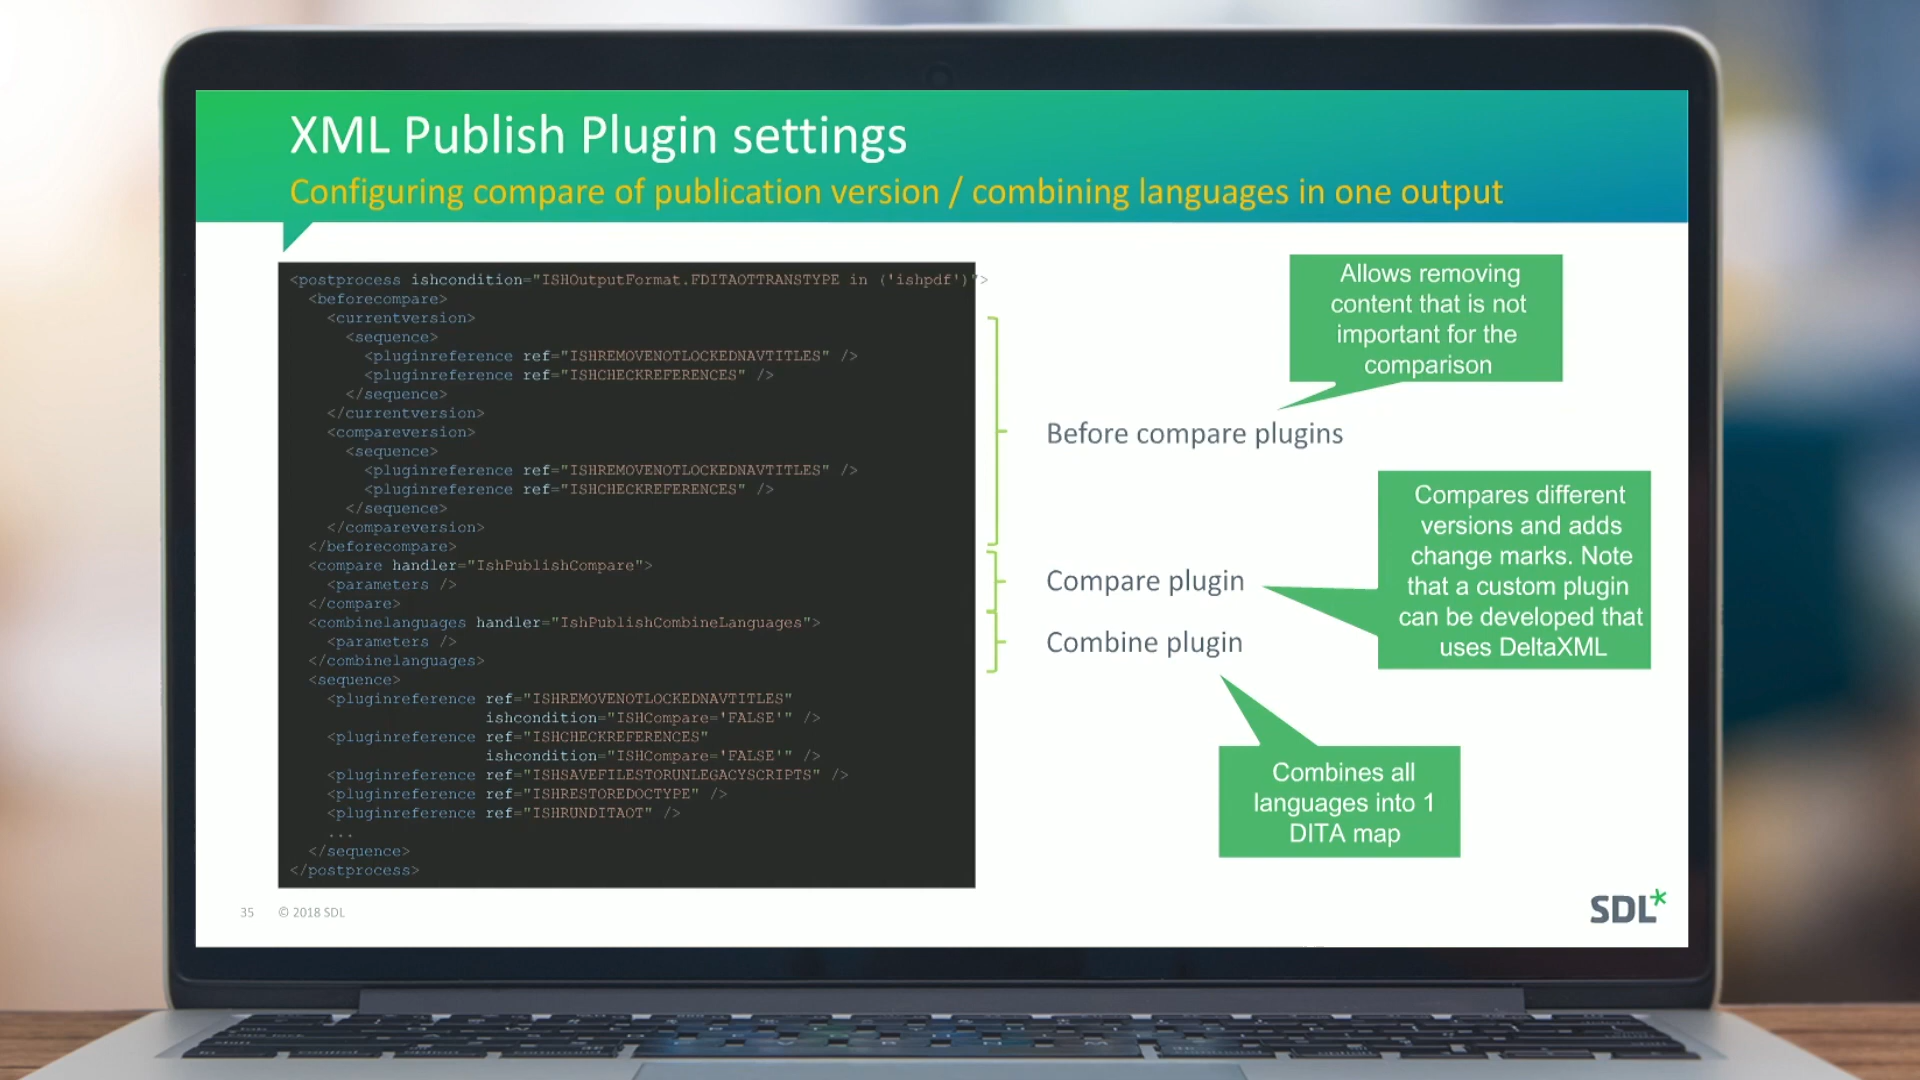 XML Publish Plugin settings
Configuring compare of publication version / combining languages in one output
<postprocess ishcondition="ISHOutputFormat.FDITAOTTRANSTYPE in ('ishpdf')">
<beforecompare>
<currentversion>
<sequence>
<pluginreference ref="ISHREMOVENOTLOCKEDNAVTITLES" />
<pluginreference ref="ISHCHECKREFERENCES" />
</sequence>
</currentversion>
<compareversion>
<sequence>
<pluginreference ref="ISHREMOVENOTLOCKEDNAVTITLES" />
<pluginreference ref="ISHCHECKREFERENCES" />
</sequence>
</compareversion>
</beforecompare>
<compare handler="IshPublishCompare">
<parameters />
</compare>
<combinelanguages handler="IshPublishCombineLanguages">
<parameters />
</combinelanguages>
<sequence>
<pluginreference ref="ISHREMOVENOTLOCKEDNAVTITLES"
ishcondition="ISHCompare='FALSE'" />
<pluginreference ref="ISHCHECKREFERENCES"
ishcondition="ISHCompare='FALSE'" />
<pluginreference ref="ISHSAVEFILESTORUNLEGACYSCRIPTS" />
<pluginreference ref="ISHRESTOREDOCTYPE" />
<pluginreference ref="ISHRUNDITAOT" />
...
</sequence>
</postprocess>
Allows removing
content that is not
important for the
comparison
Before compare plugins
Compares different
versions and adds
change marks. Note
that a custom plugin
can be developed that
uses DeltaXML
Compare plugin
Combine plugin
Combines all
languages into 1
DITA map
35 © 2018 SDL
SDL*